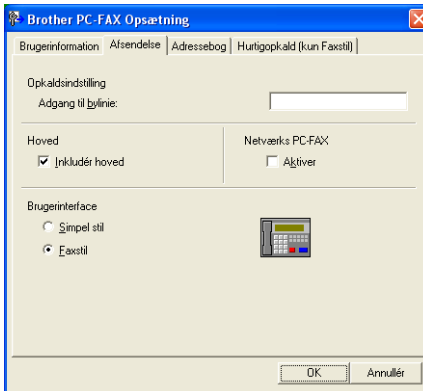 Brother PC-FAX Opsætning
Brugerinformation Afsendelse Adressebog Hurtigopkald (kun Faxstil)
Opkaldsindstilling
Adgang til bylinie:
Hoved
Inkludér hoved
Netværks PC-FAX
Aktiver
Brugerinterface
Simpel stil
Faxstil
OK Annullér